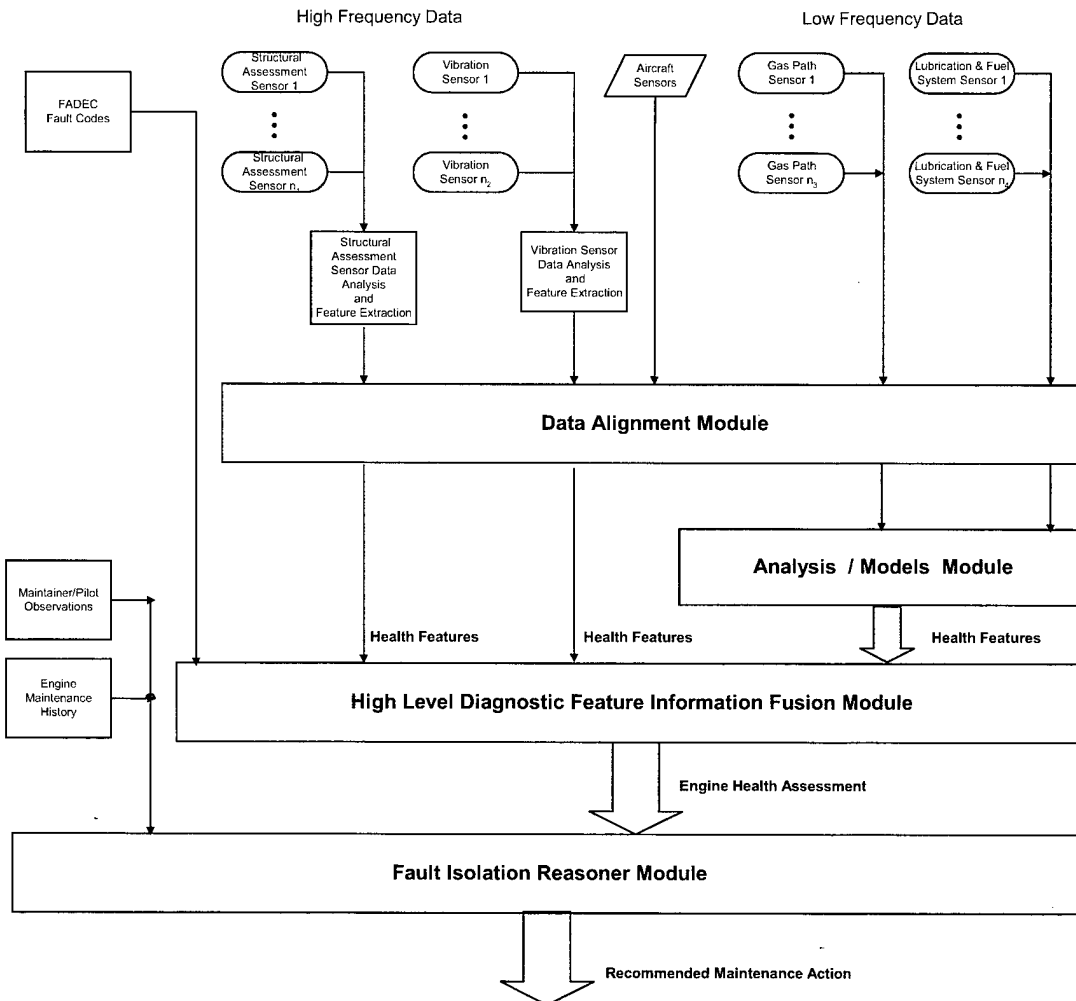 High Frequency Data
Low Frequency Data
FADEC
Fault Codes
Structural
Assessment
Sensor 1
Structural
Assessment
Sensor n₁
Vibration
Sensor 1
Vibration
Sensor n₂
Aircraft
Sensors
Gas Path
Sensor 1
Gas Path
Sensor n₃
Lubrication & Fuel
System Sensor 1
Lubrication & Fuel
System Sensor n₄
Structural
Assessment
Sensor Data
Analysis
and
Feature Extraction
Vibration Sensor
Data Analysis
and
Feature Extraction
Data Alignment Module
Analysis / Models Module
Maintainer/Pilot
Observations
Engine
Maintenance
History
Health Features
Health Features
Health Features
High Level Diagnostic Feature Information Fusion Module
Engine Health Assessment
Fault Isolation Reasoner Module
Recommended Maintenance Action